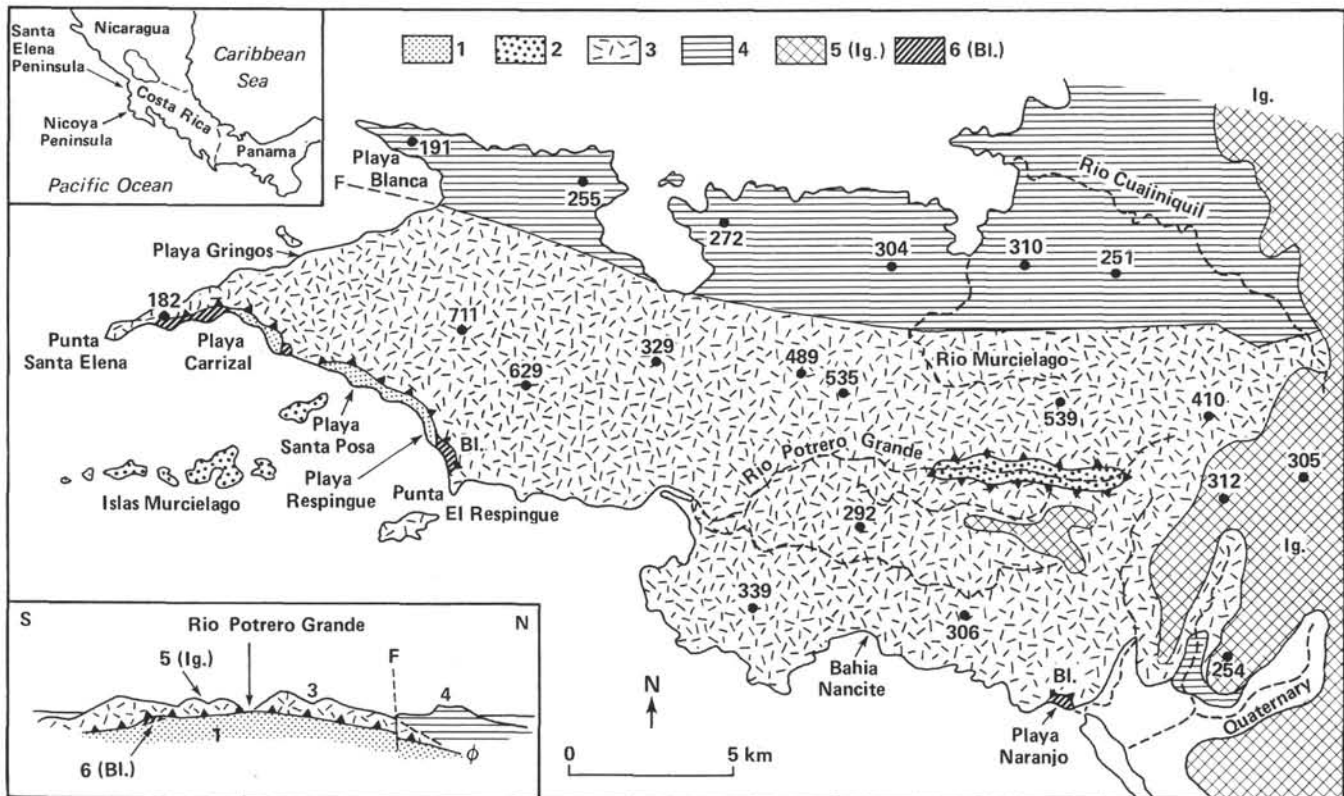 Santa
Elena
Peninsula
Nicaragua
Caribbean
Sea
Costa Rica
Nicoya
Peninsula
Panama
Pacific Ocean
1
2
3
4
5 (Ig.)
6 (Bl.)
Ig.
191
Playa
Blanca
F
255
272
304
310
251
Rio Cuajiniquil
Playa Gringos
182
Punta
Santa Elena
Playa
Carrizal
711
629
329
489
535
Rio Murcielago
539
410
305
312
Ig.
Playa
Santa Posa
Islas Murcielago
Playa
Respingue
Bl.
Punta
El Respingue
Rio Potrero Grande
292
339
306
254
Bahia
Nancite
Bl.
Playa
Naranjo
Quaternary
N
0
5 km
S
N
Rio Potrero Grande
5 (Ig.)
3
F
4
1
6 (Bl.)
ϕ